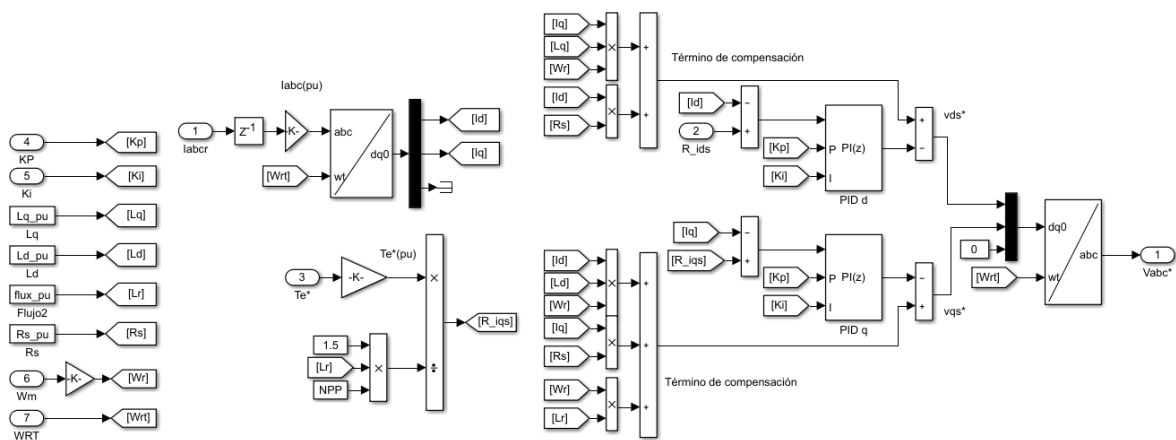 4
KP
[Kp]
5
Ki
[Ki]
Lq_pu
Lq
[Lq]
Ld_pu
Ld
[Ld]
flux_pu
Flujo2
[Lr]
Rs_pu
Rs
[Rs]
6
Wm
-K-
[Wr]
7
WRT
[Wrt]
Iabc(pu)
1
Iabcr
z⁻¹
-K-
abc
dq0
wt
[Wrt]
[Id]
[Iq]
Te*(pu)
3
Te*
-K-
×
÷
[R_iqs]
1.5
[Lr]
NPP
×
[Iq]
[Lq]
[Wr]
×
[Id]
[Rs]
×
+
+
Término de compensación
[Id]
2
R_ids
−
+
[Kp]
[Ki]
P
I
PI(z)
PID d
+
−
vds*
[Id]
[Ld]
[Wr]
×
[Iq]
[Rs]
×
[Wr]
[Lr]
×
+
+
+
Término de compensación
[Iq]
[R_iqs]
−
+
[Kp]
[Ki]
P
I
PI(z)
PID q
−
+
vqs*
0
[Wrt]
dq0
abc
wt
1
Vabc*